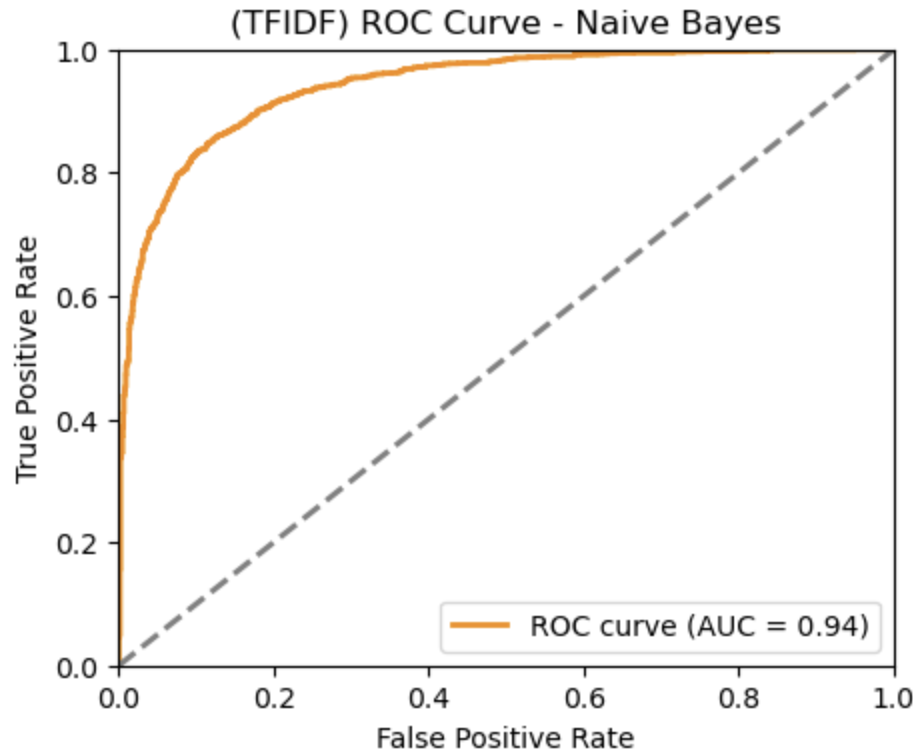 (TFIDF) ROC Curve - Naive Bayes
1.0
0.8
0.6
0.4
0.2
0.0
True Positive Rate
ROC curve (AUC = 0.94)
0.0 0.2 0.4 0.6 0.8 1.0
False Positive Rate